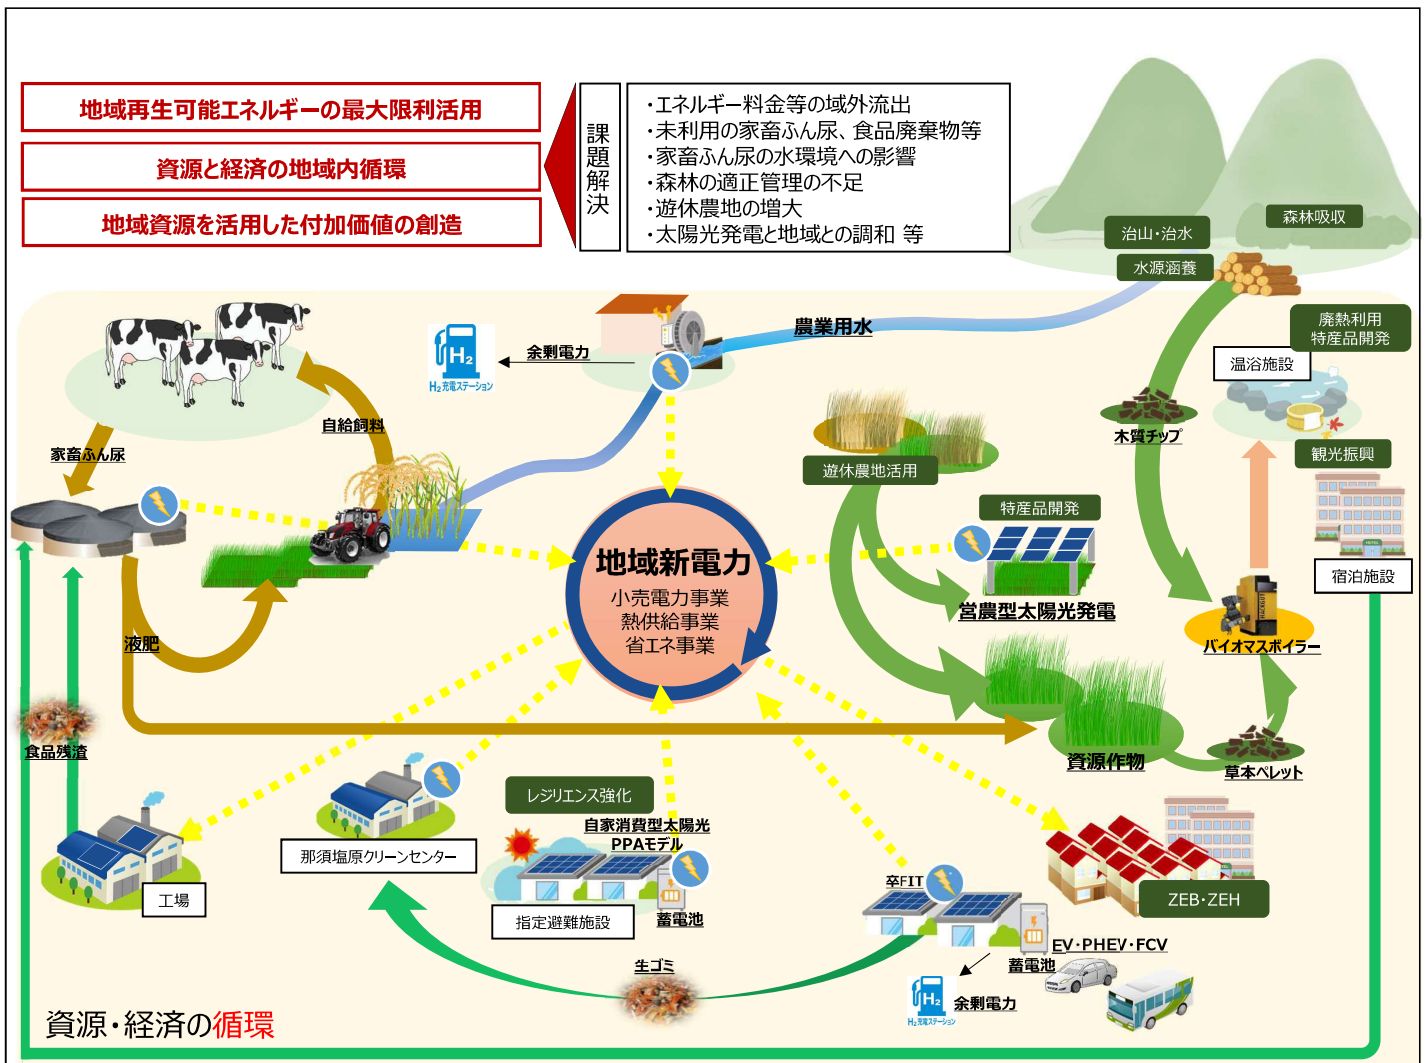 地域再生可能エネルギーの最大限利活用
資源と経済の地域内循環
地域資源を活用した付加価値の創造
課題解決
・エネルギー料金等の域外流出
・未利用の家畜ふん尿、食品廃棄物等
・家畜ふん尿の水環境への影響
・森林の適正管理の不足
・遊休農地の増大
・太陽光発電と地域との調和 等
森林吸収
治山・治水
水源涵養
農業用水
廃熱利用
特産品開発
温浴施設
H₂
H₂充電ステーション
余剰電力
自給飼料
家畜ふん尿
木質チップ
観光振興
遊休農地活用
特産品開発
HOTEL
宿泊施設
地域新電力
小売電力事業
熱供給事業
省エネ事業
営農型太陽光発電
HACKGUT
バイオマスボイラー
液肥
食品残渣
資源作物
草本ペレット
レジリエンス強化
自家消費型太陽光
PPAモデル
那須塩原クリーンセンター
工場
指定避難施設
蓄電池
卒FIT
ZEB・ZEH
EV・PHEV・FCV
蓄電池
生ゴミ
H₂
H₂充電ステーション
余剰電力
資源・経済の循環